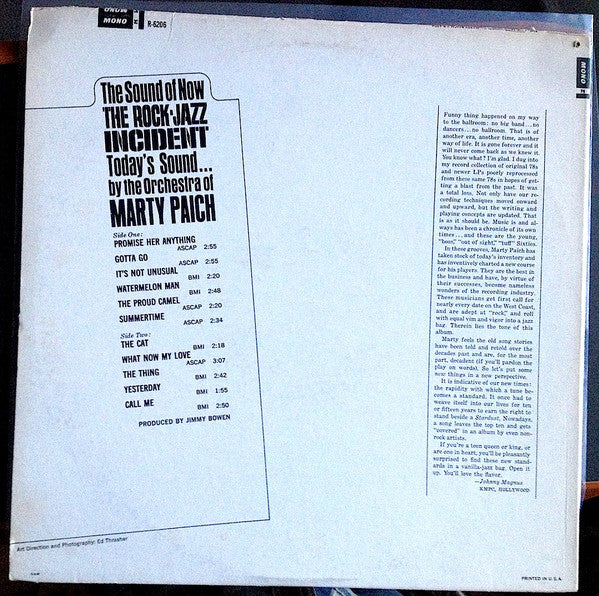 MONO
R-6206
MONO
The Sound of Now
THE ROCK-JAZZ
INCIDENT
Today's Sound...
by the Orchestra of
MARTY PAICH
Side One:
PROMISE HER ANYTHING
ASCAP 2:55
GOTTA GO
ASCAP 2:55
IT'S NOT UNUSUAL
BMI 2:20
WATERMELON MAN
BMI 2:48
THE PROUD CAMEL
ASCAP 2:20
SUMMERTIME
ASCAP 2:34
Side Two:
THE CAT
BMI 2:18
WHAT NOW MY LOVE
ASCAP 3:07
THE THING
BMI 2:42
YESTERDAY
BMI 1:55
CALL ME
BMI 2:50
PRODUCED BY JIMMY BOWEN
Funny thing happened on my way
to the ballroom: no big band...no
dancers...no ballroom. That is of
another era, another time, another
way of life. It is gone forever and it
will never come back as we knew it.
You know what? I'm glad. I dug into
my record collection of original 78s
and newer LPs poorly reprocessed
from these same 78s in hopes of get-
ting a blast from the past. It was a
total loss. Not only have our re-
cording techniques moved onward
and upward, but the writing and
playing concepts are updated. That
is as it should be. Music is and al-
ways has been a chronicle of its own
times...and these are the young,
"boss," "out of sight," "tuff" Sixties.
In these grooves, Marty Paich has
taken stock of today's inventory and
has inventively charted a new course
for his players. They are the best in
the business and have, by virtue of
their successes, become nameless
wonders of the recording industry.
These musicians get first call for
nearly every date on the West Coast,
and are adept at "rock," and roll
with equal vim and vigor into a jazz
bag. Therein lies the tone of this
album.
Marty feels the old song stories
have been told and retold over the
decades past and are, for the most
part, decadent (if you'll pardon the
play on words). So let's put some
new things in a new perspective.
It is indicative of our new times:
the rapidity with which a tune be-
comes a standard. It once had to
weave itself into our lives for ten
or fifteen years to earn the right to
stand beside a Stardust. Nowadays,
a song leaves the top ten and gets
"covered" in an album by even non-
rock artists.
If you're a teen queen or king, or
are one in heart, you'll be pleasantly
surprised to find these new stand-
ards in a vanilla-jazz bag. Open it
up. You'll love the flavor.
—Johnny Magnus
KMPC, HOLLYWOOD
Art Direction and Photography: Ed Thrasher
PRINTED IN U.S.A.